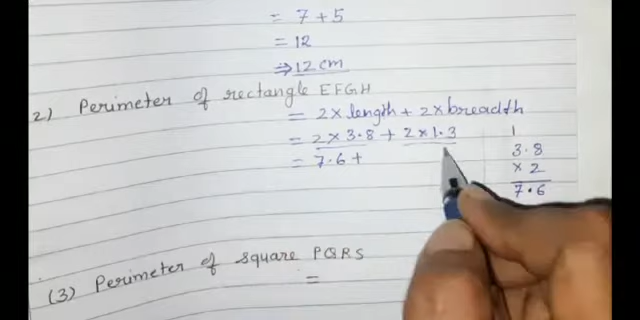 = 7 + 5
= 12
⇒ 12 cm
2) Perimeter of rectangle EFGH
= 2 × length + 2 × breadth
= 2 × 3.8 + 2 × 1.3
= 7.6 +
1
3.8
× 2
7.6
(3) Perimeter of square PQRS
=